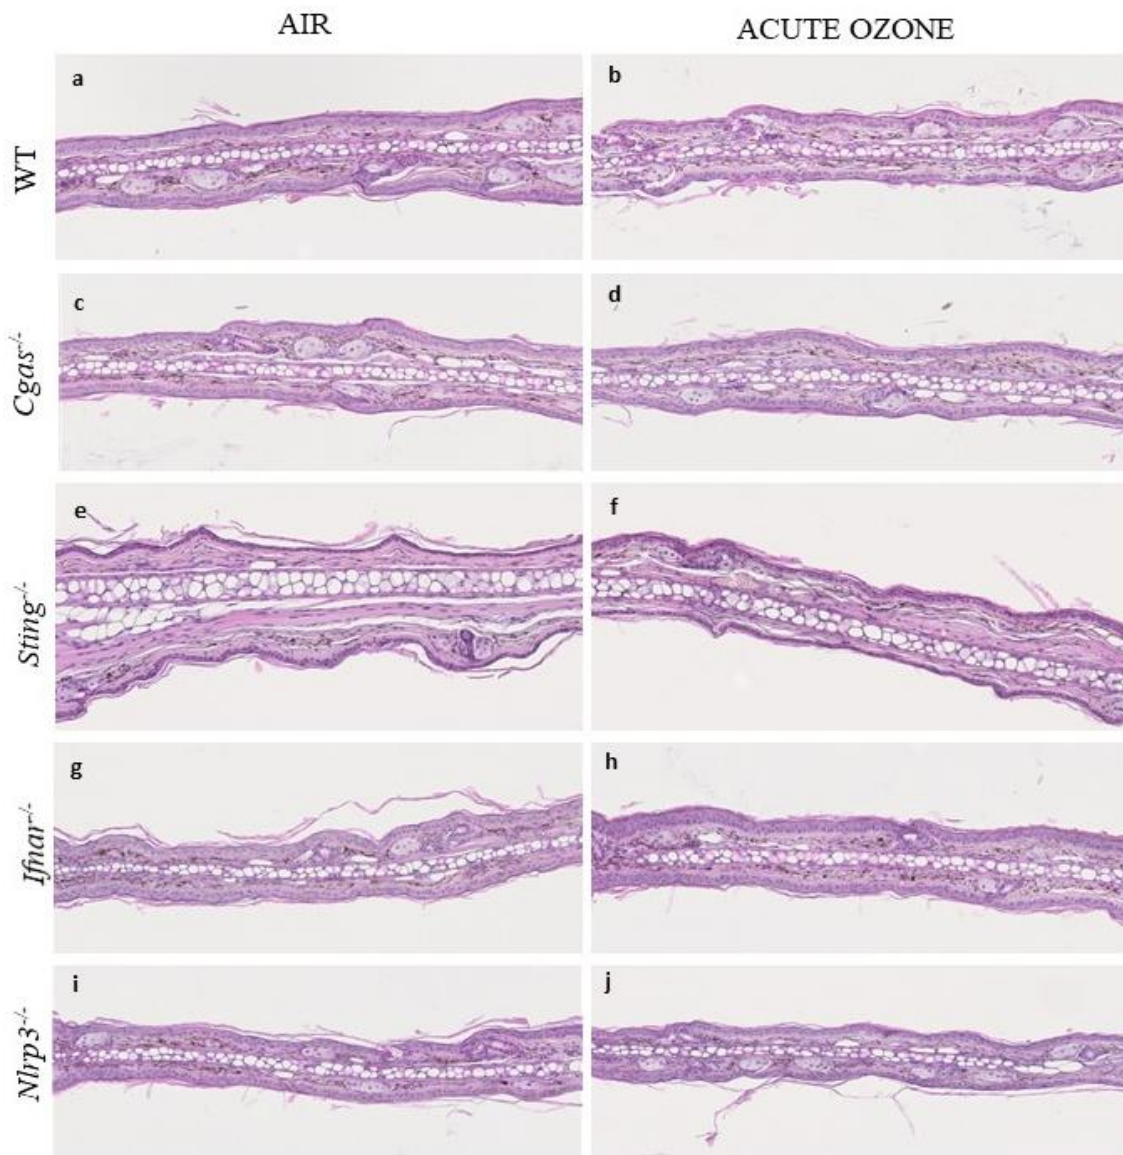 AIR
ACUTE OZONE
WT
a
b
Cgas-/-
c
d
Sting-/-
e
f
Ifnar-/-
g
h
Nlrp3-/-
i
j